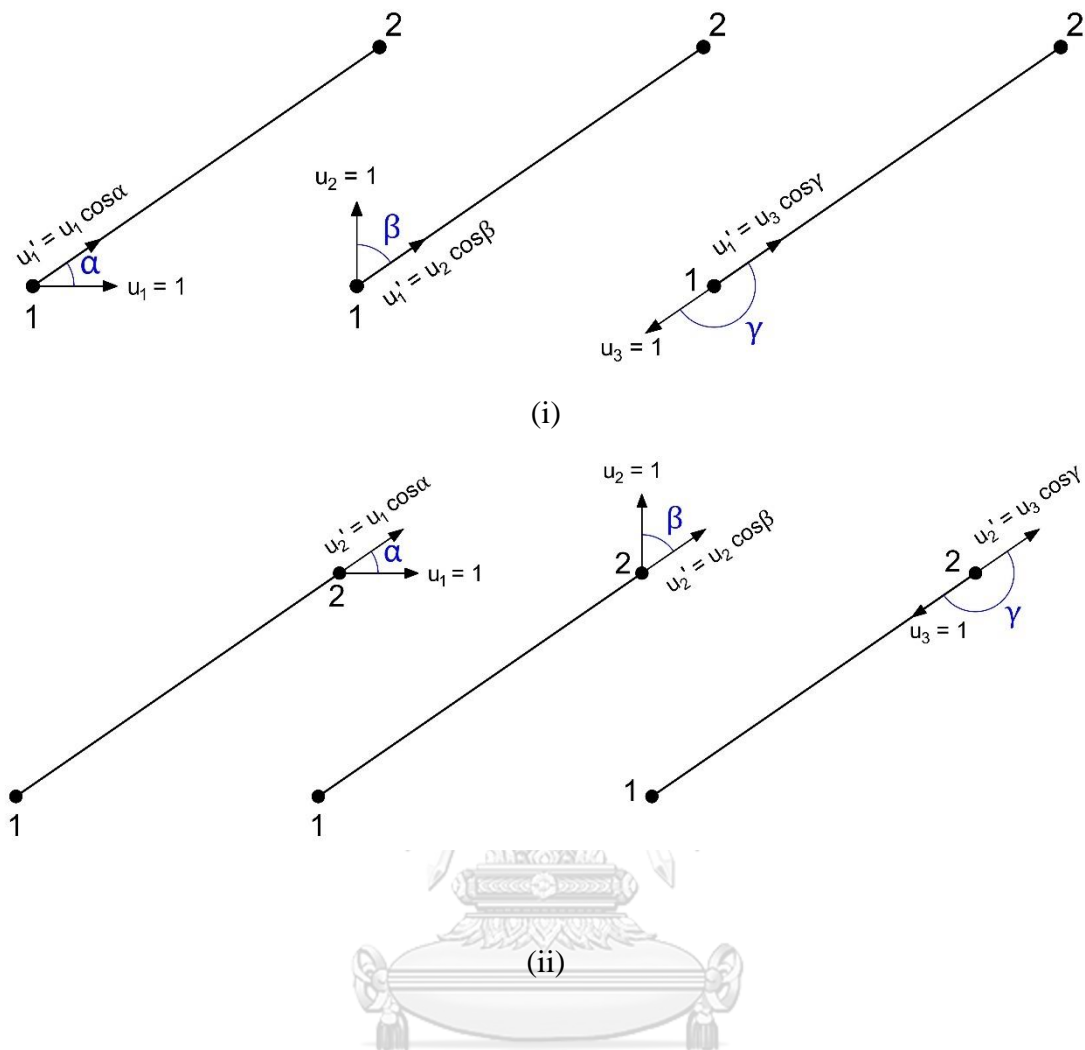 2
2
2
u₁' = u₁ cosα
α
u₁ = 1
1
u₂ = 1
β
u₁' = u₂ cosβ
1
u₁' = u₃ cosγ
1
γ
u₃ = 1
(i)
u₂' = u₁ cosα
α
u₁ = 1
2
1
u₂ = 1
β
2
u₂' = u₂ cosβ
1
u₂' = u₃ cosγ
2
γ
u₃ = 1
1
(ii)